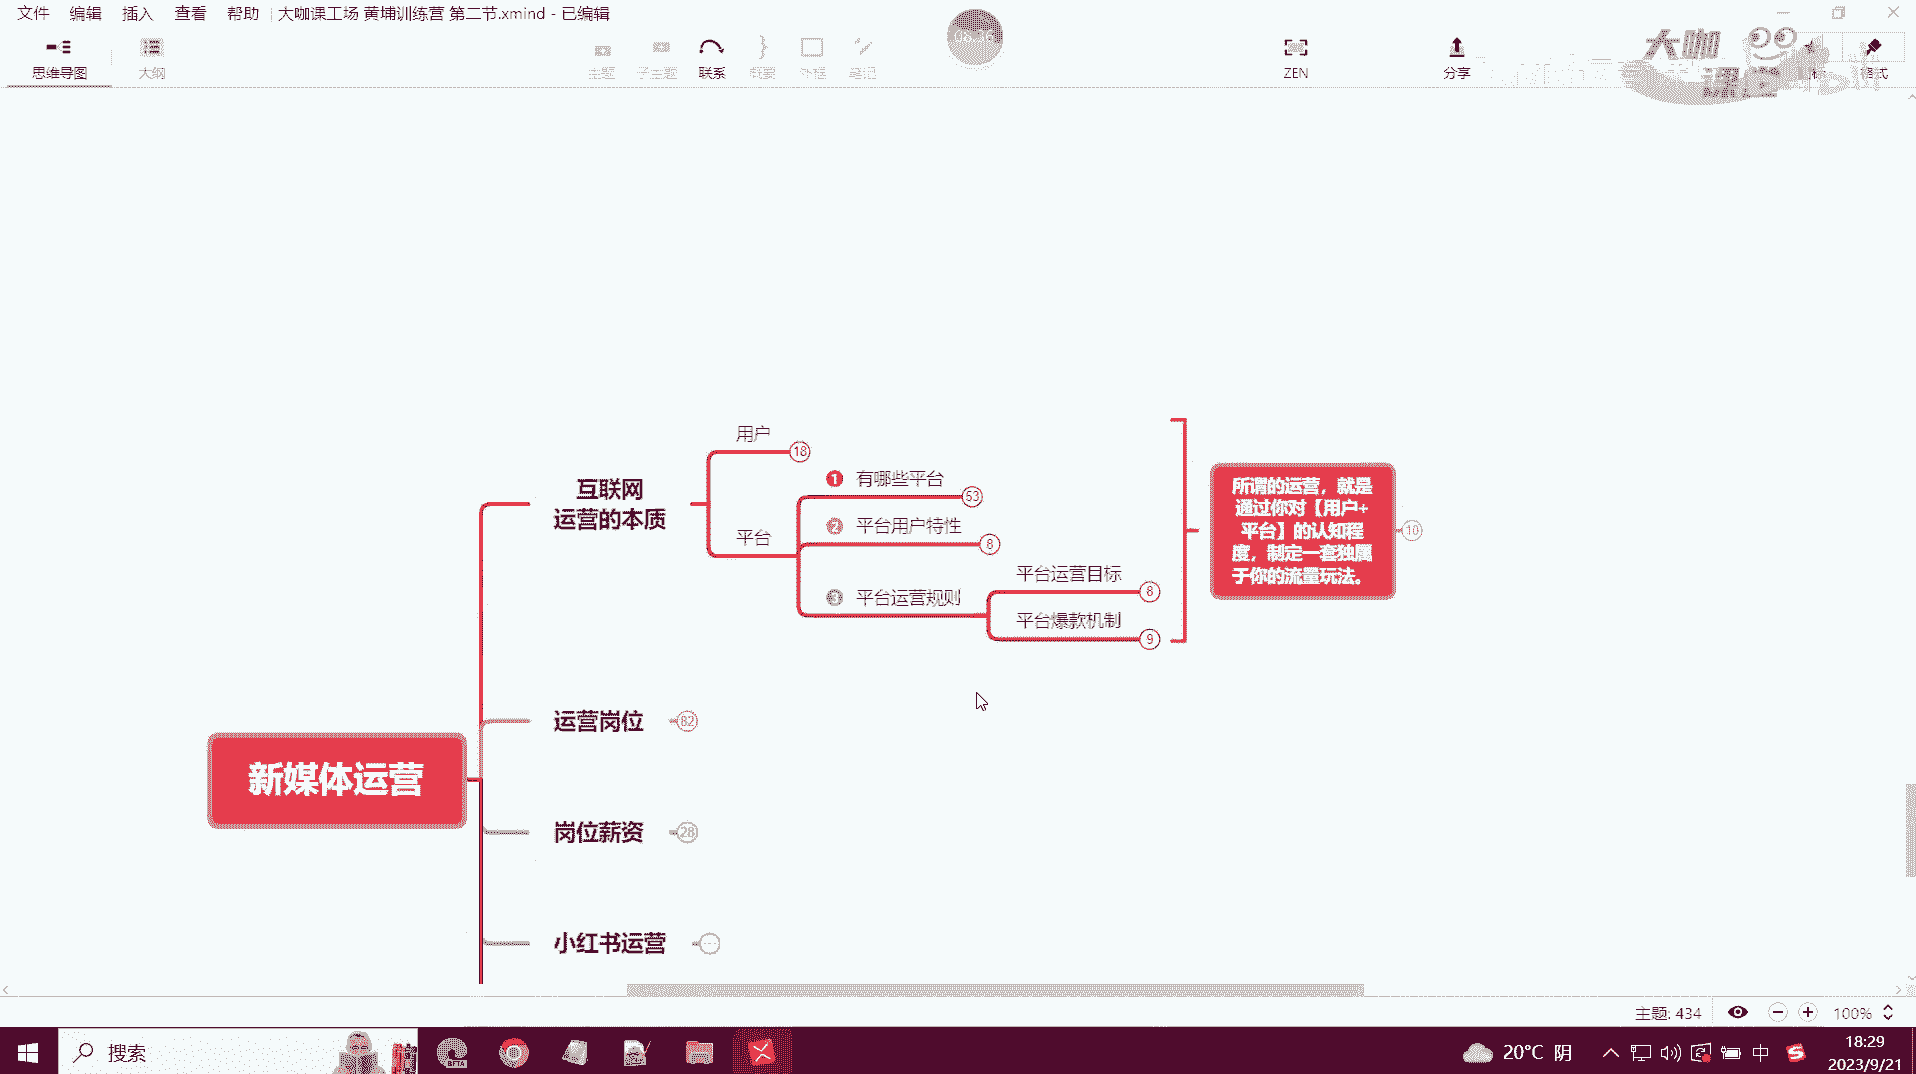 文件 编辑 插入 查看 帮助 大咖课工场 黄埔训练营 第二节.xmind - 已编辑
思维导图 大纲 主题 子主题 联系 概要 外框 笔记 ZEN 分享
大咖
课堂
用户
18
1 有哪些平台
53
互联网
运营的本质
2 平台用户特性
8
平台
平台运营目标
8
3 平台运营规则
平台爆款机制
9
所谓的运营，就是
通过你对【用户+
平台】的认知程
度，制定一套独属
于你的流量玩法。
10
运营岗位 82
新媒体运营
岗位薪资 28
小红书运营
主题: 434 100%
搜索
BETA
20°C 阴
中
18:29
2023/9/21